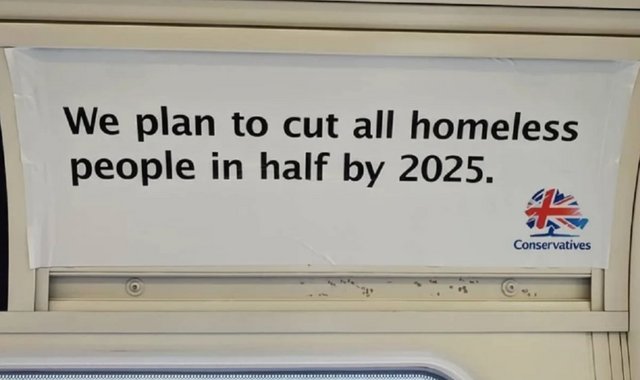 We plan to cut all homeless
people in half by 2025.
Conservatives